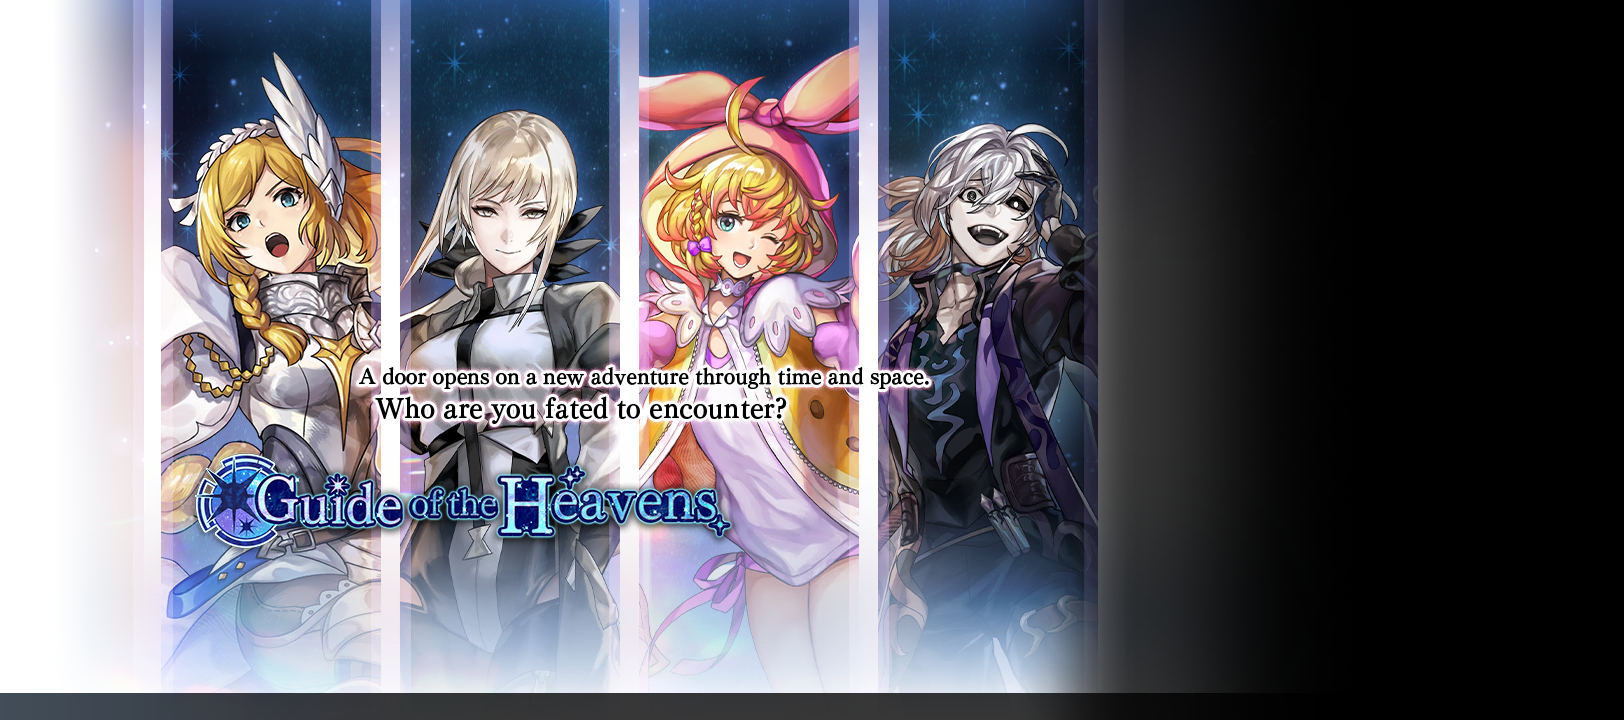 A door opens on a new adventure through time and space.
Who are you fated to encounter?
Guide of the Heavens